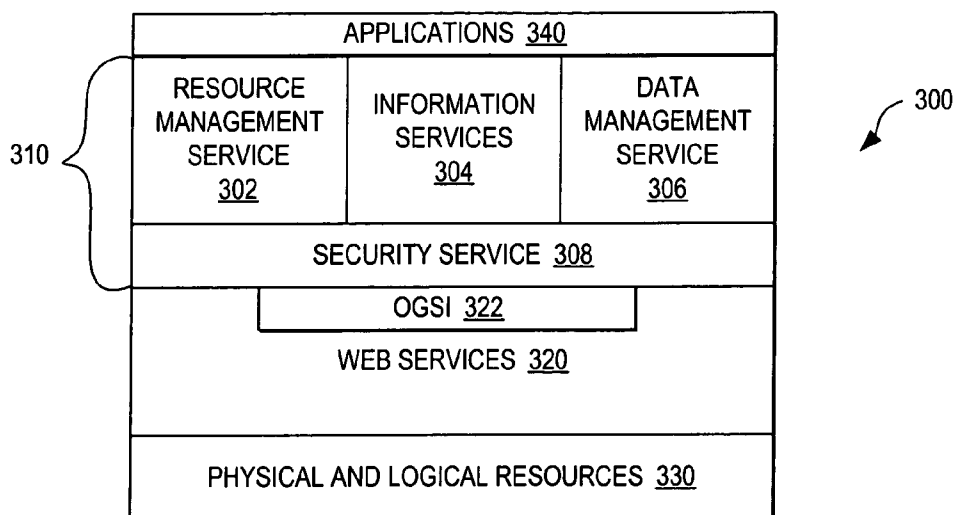 APPLICATIONS 340
RESOURCE
MANAGEMENT
SERVICE
302
INFORMATION
SERVICES
304
DATA
MANAGEMENT
SERVICE
306
300
310
SECURITY SERVICE 308
OGSI 322
WEB SERVICES 320
PHYSICAL AND LOGICAL RESOURCES 330